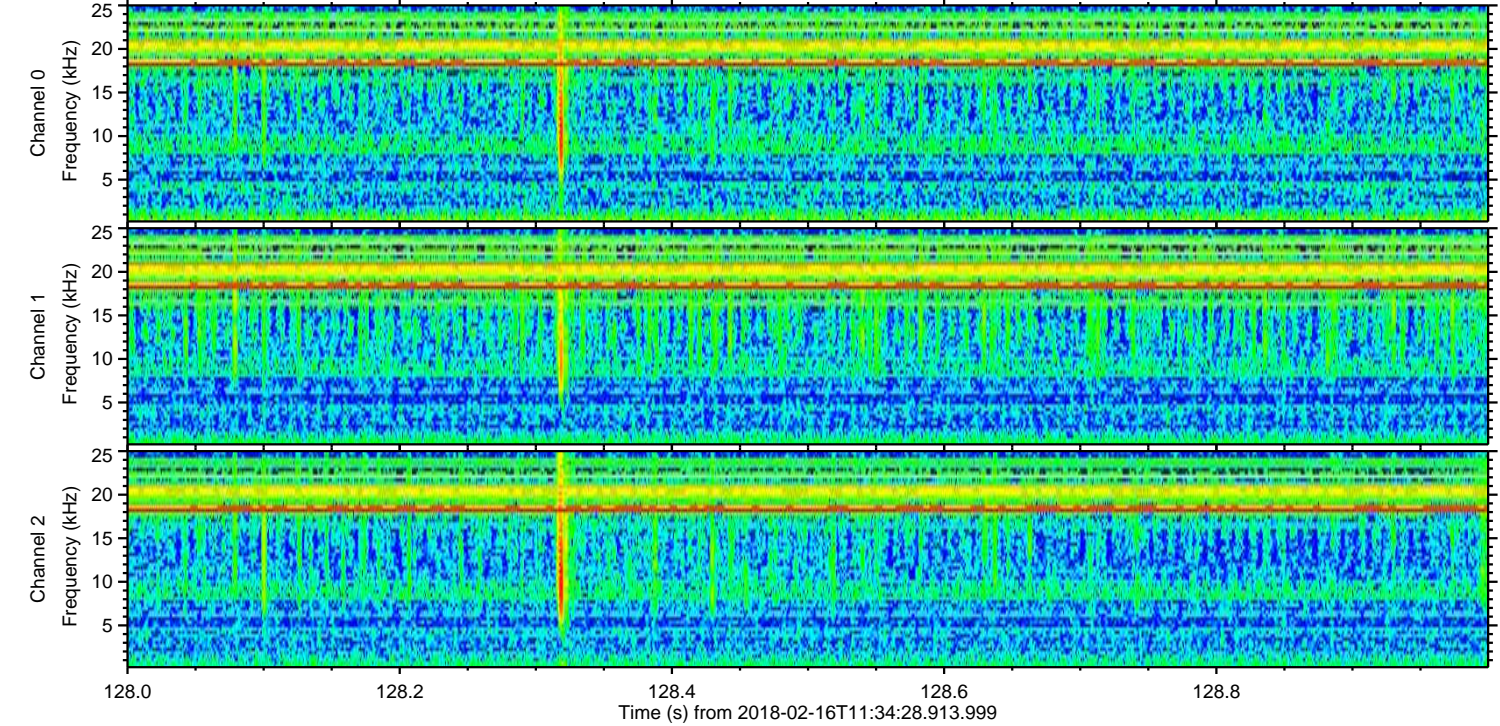 25
20
15
10
5
Channel 0
Frequency (kHz)
25
20
15
10
5
Channel 1
Frequency (kHz)
25
20
15
10
5
Channel 2
Frequency (kHz)
128.0 128.2 128.4 128.6 128.8
Time (s) from 2018-02-16T11:34:28.913.999